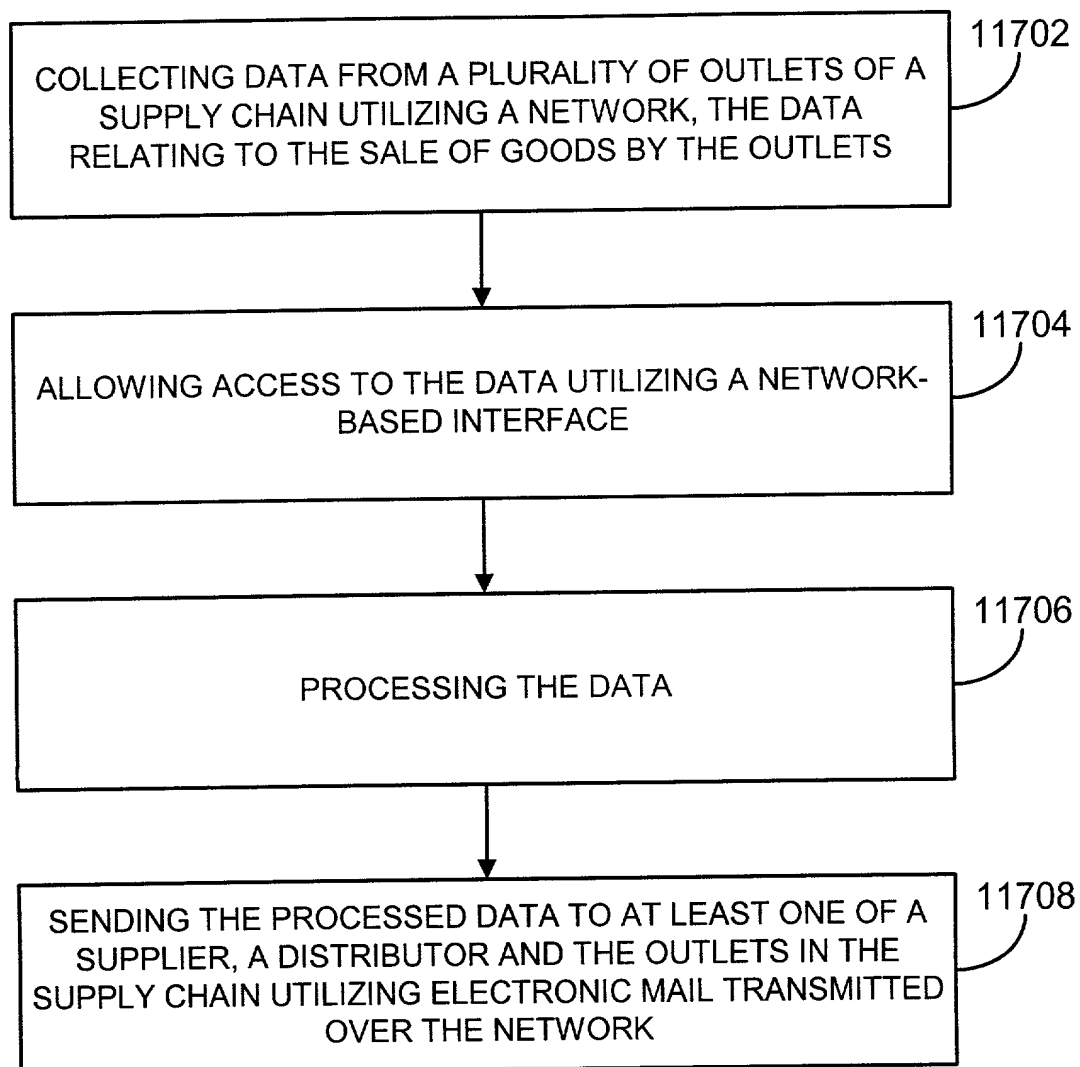 11702
COLLECTING DATA FROM A PLURALITY OF OUTLETS OF A
SUPPLY CHAIN UTILIZING A NETWORK, THE DATA
RELATING TO THE SALE OF GOODS BY THE OUTLETS
11704
ALLOWING ACCESS TO THE DATA UTILIZING A NETWORK-
BASED INTERFACE
11706
PROCESSING THE DATA
11708
SENDING THE PROCESSED DATA TO AT LEAST ONE OF A
SUPPLIER, A DISTRIBUTOR AND THE OUTLETS IN THE
SUPPLY CHAIN UTILIZING ELECTRONIC MAIL TRANSMITTED
OVER THE NETWORK